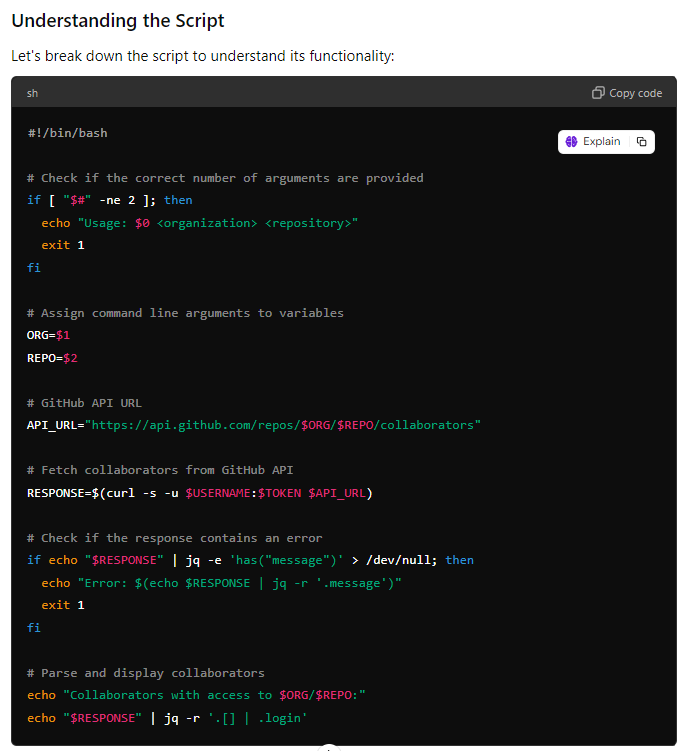 Understanding the Script
Let's break down the script to understand its functionality:
sh
Copy code
#!/bin/bash
Explain
# Check if the correct number of arguments are provided
if [ "$#" -ne 2 ]; then
  echo "Usage: $0 <organization> <repository>"
  exit 1
fi
# Assign command line arguments to variables
ORG=$1
REPO=$2
# GitHub API URL
API_URL="https://api.github.com/repos/$ORG/$REPO/collaborators"
# Fetch collaborators from GitHub API
RESPONSE=$(curl -s -u $USERNAME:$TOKEN $API_URL)
# Check if the response contains an error
if echo "$RESPONSE" | jq -e 'has("message")' > /dev/null; then
  echo "Error: $(echo $RESPONSE | jq -r '.message')"
  exit 1
fi
# Parse and display collaborators
echo "Collaborators with access to $ORG/$REPO:"
echo "$RESPONSE" | jq -r '.[] | .login'